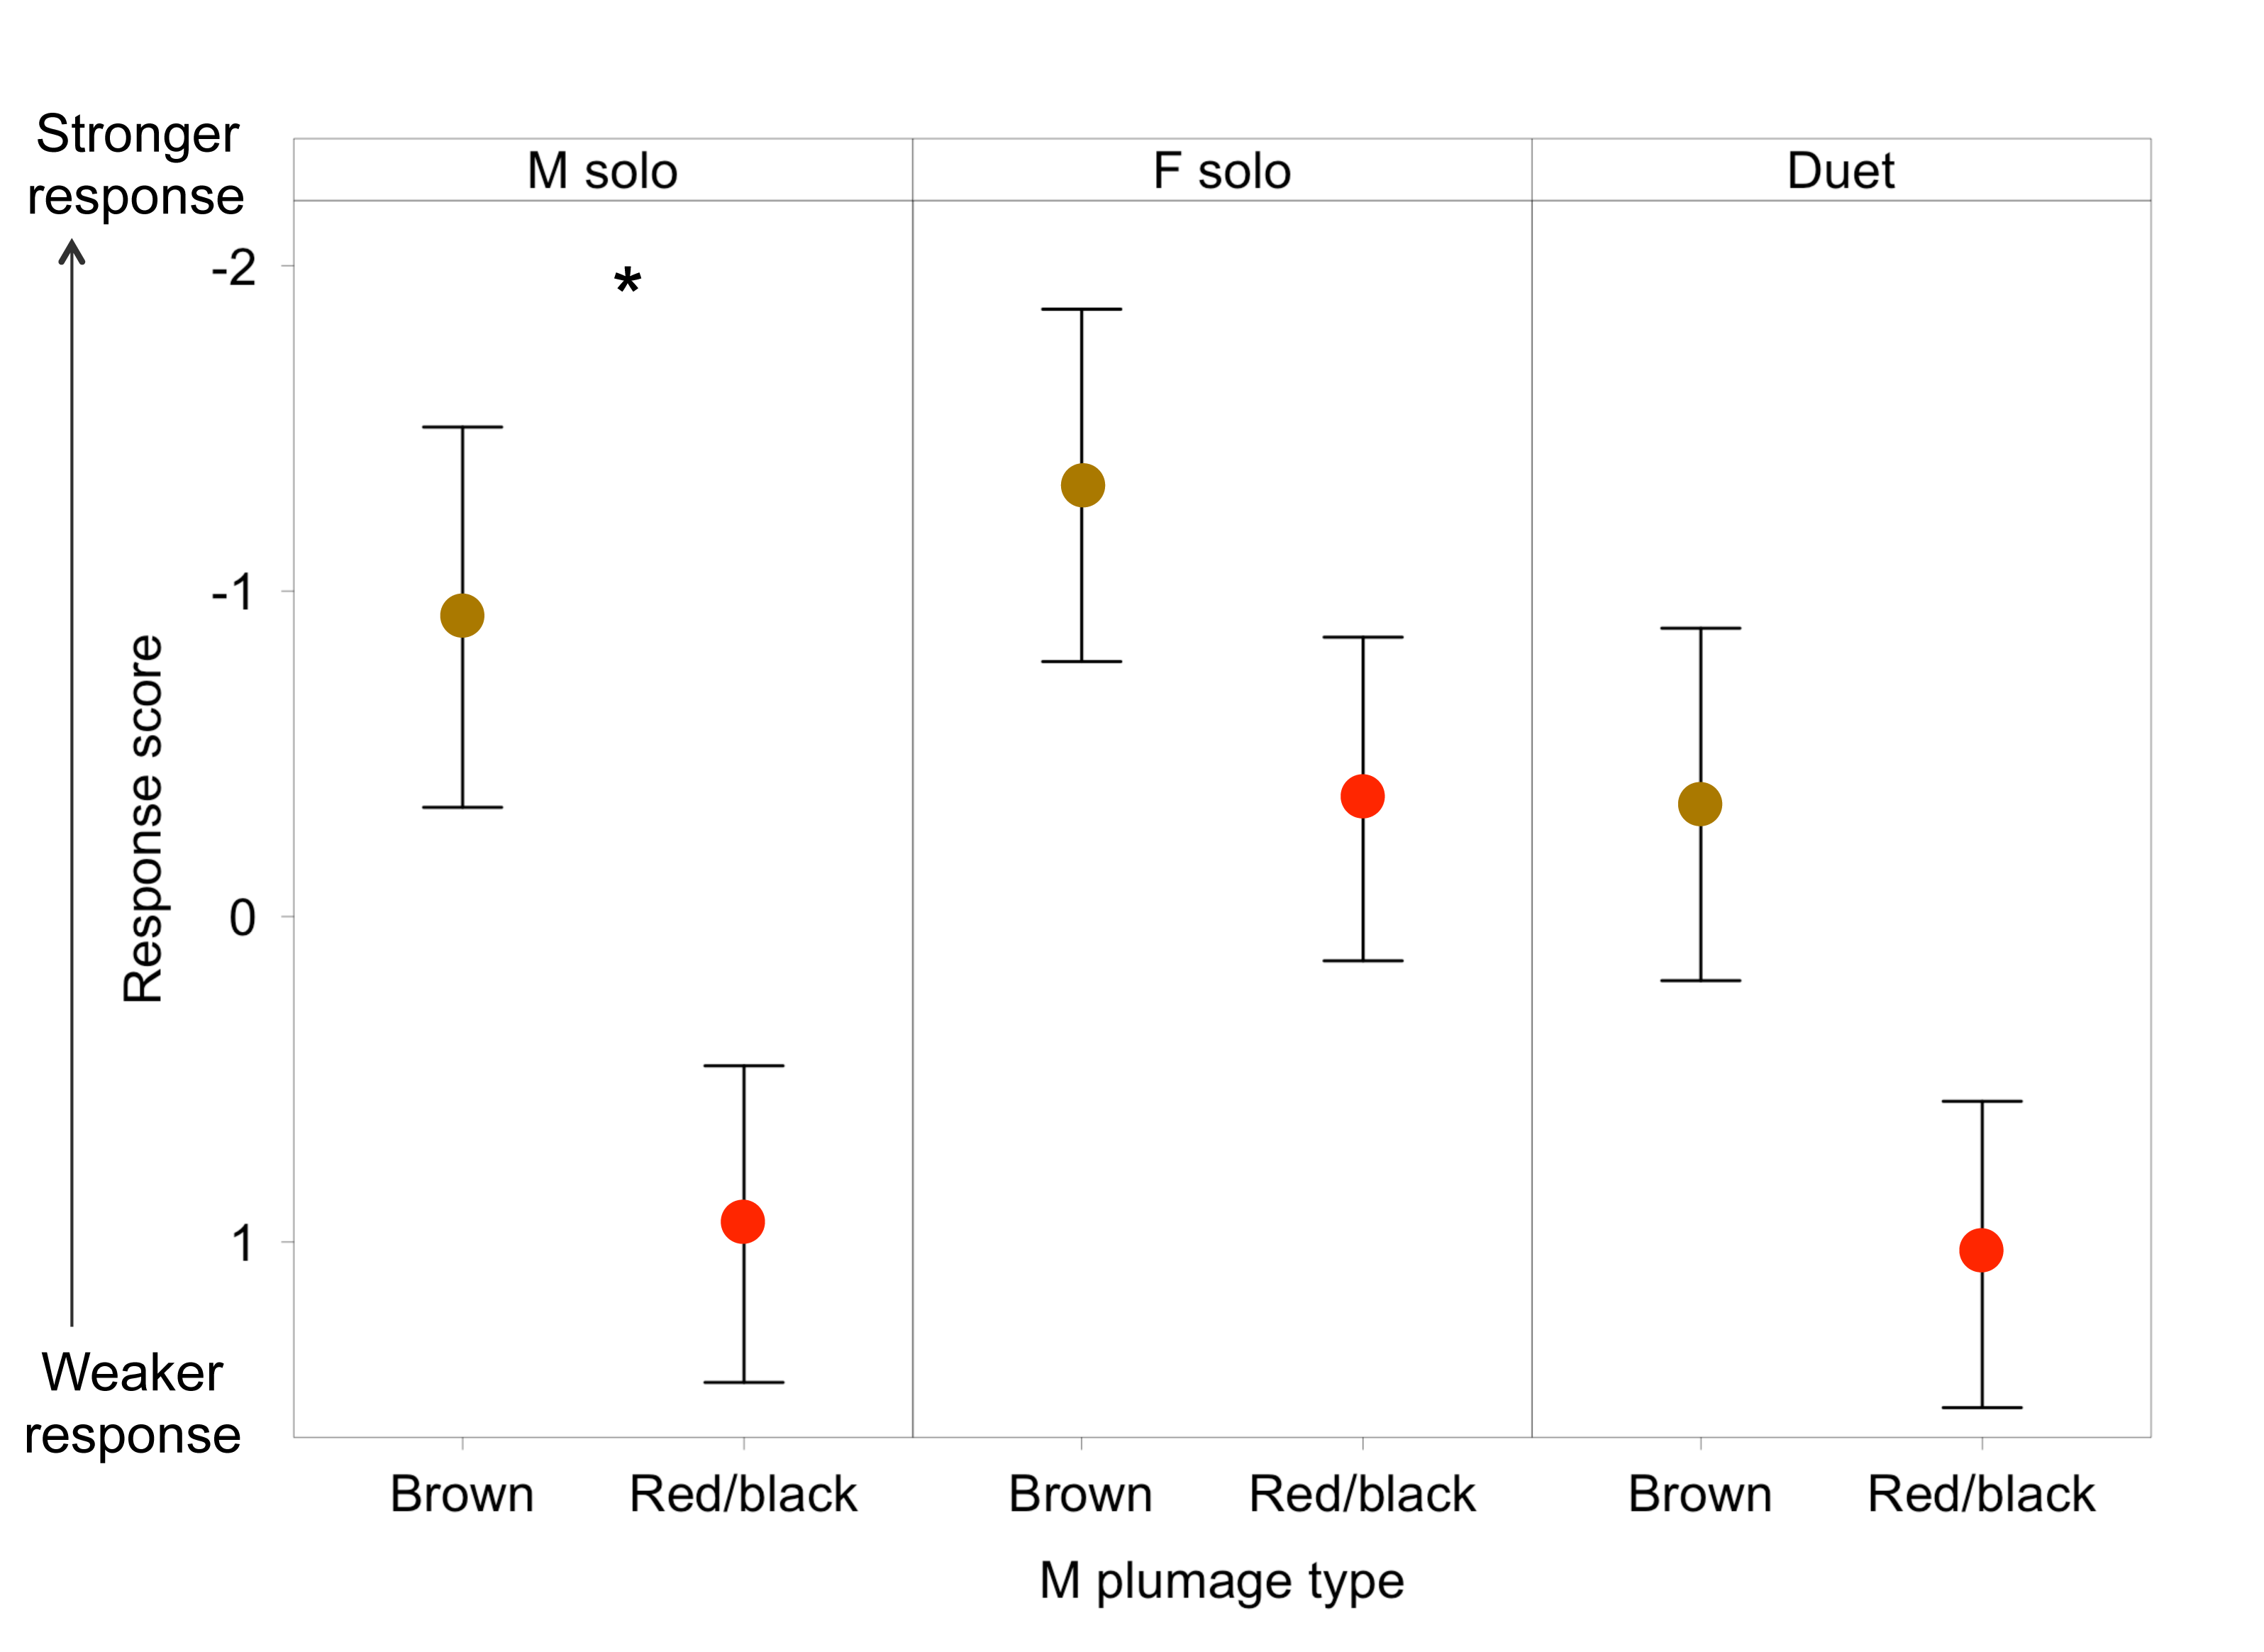 Stronger
response
M solo
F solo
Duet
*
-2
-1
0
1
Response score
Weaker
response
Brown
Red/black
Brown
Red/black
Brown
Red/black
M plumage type